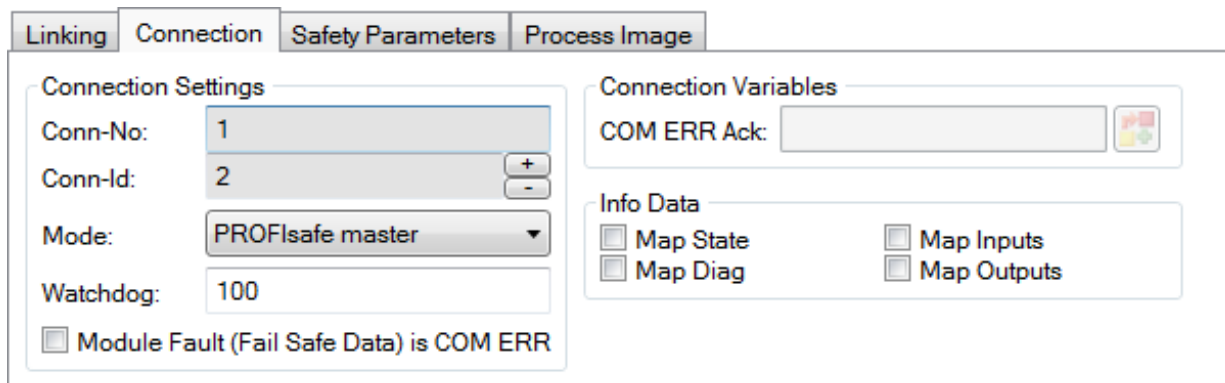 Linking Connection Safety Parameters Process Image
Connection Settings
Conn-No: 1
Conn-Id: 2
+
-
Mode: PROFIsafe master
Watchdog: 100
Module Fault (Fail Safe Data) is COM ERR
Connection Variables
COM ERR Ack:
Info Data
Map State Map Inputs
Map Diag Map Outputs